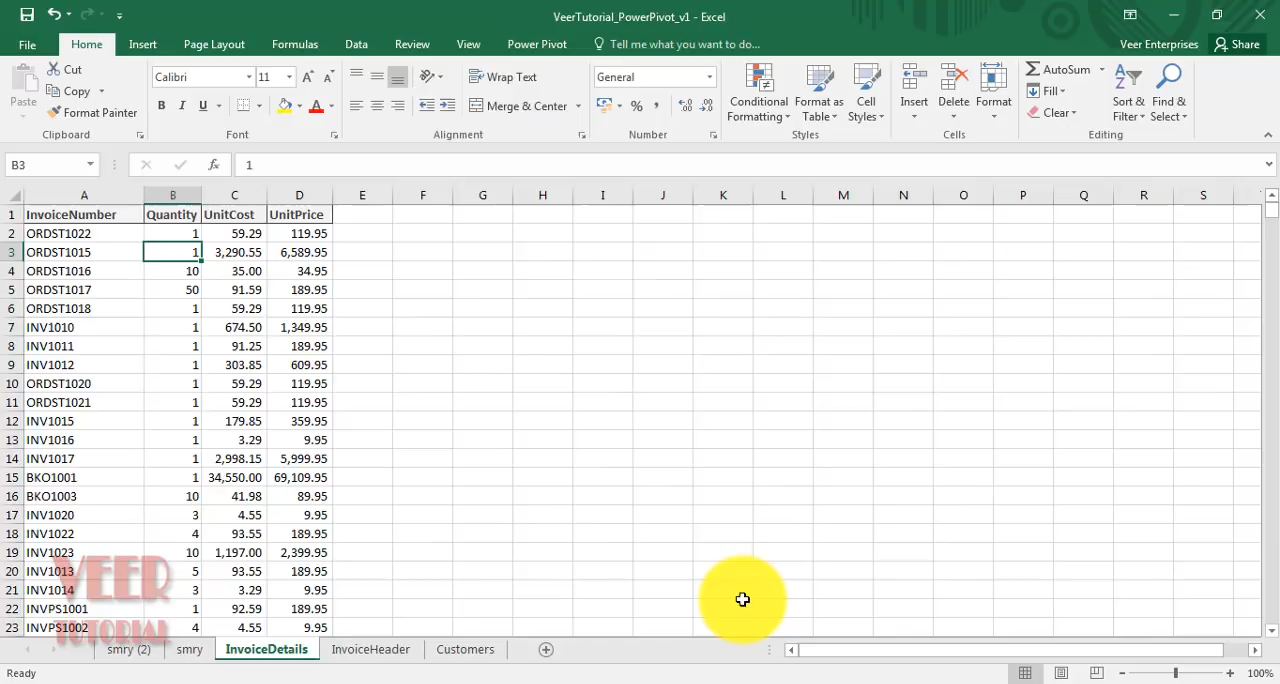 VeerTutorial_PowerPivot_v1 - Excel
File Home Insert Page Layout Formulas Data Review View Power Pivot Tell me what you want to do... Veer Enterprises Share
Paste Cut Copy Format Painter Clipboard
Calibri 11 B I U A Font
Wrap Text Merge & Center Alignment
General % , Number
Conditional Formatting Format as Table Cell Styles Styles
Insert Delete Format Cells
AutoSum Fill Clear Sort & Filter Find & Select Editing
B3 fx 1
A B C D E F G H I J K L M N O P Q R S
1 InvoiceNumber Quantity UnitCost UnitPrice
2 ORDST1022 1 59.29 119.95
3 ORDST1015 1 3,290.55 6,589.95
4 ORDST1016 10 35.00 34.95
5 ORDST1017 50 91.59 189.95
6 ORDST1018 1 59.29 119.95
7 INV1010 1 674.50 1,349.95
8 INV1011 1 91.25 189.95
9 INV1012 1 303.85 609.95
10 ORDST1020 1 59.29 119.95
11 ORDST1021 1 59.29 119.95
12 INV1015 1 179.85 359.95
13 INV1016 1 3.29 9.95
14 INV1017 1 2,998.15 5,999.95
15 BKO1001 1 34,550.00 69,109.95
16 BKO1003 10 41.98 89.95
17 INV1020 3 4.55 9.95
18 INV1022 4 93.55 189.95
19 INV1023 10 1,197.00 2,399.95
20 INV1013 5 93.55 189.95
21 INV1014 3 3.29 9.95
22 INVPS1001 1 92.59 189.95
23 INVPS1002 4 4.55 9.95
VEER
TUTORIAL
smry (2) smry InvoiceDetails InvoiceHeader Customers
Ready 100%